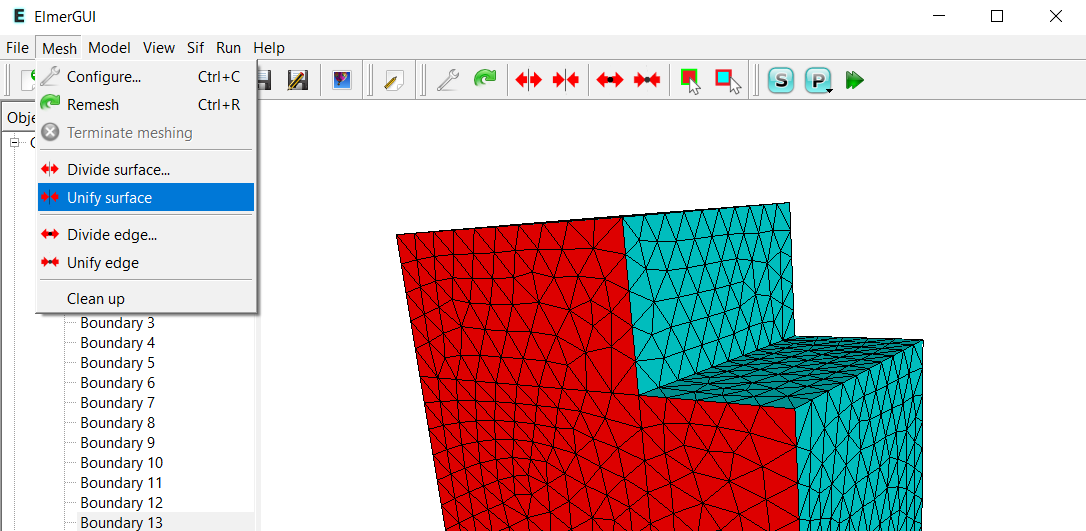 E ElmerGUI
File Mesh Model View Sif Run Help
Configure... Ctrl+C
Remesh Ctrl+R
Terminate meshing
Divide surface...
Unify surface
Divide edge...
Unify edge
Clean up
S P
Obje
Boundary 3
Boundary 4
Boundary 5
Boundary 6
Boundary 7
Boundary 8
Boundary 9
Boundary 10
Boundary 11
Boundary 12
Boundary 13